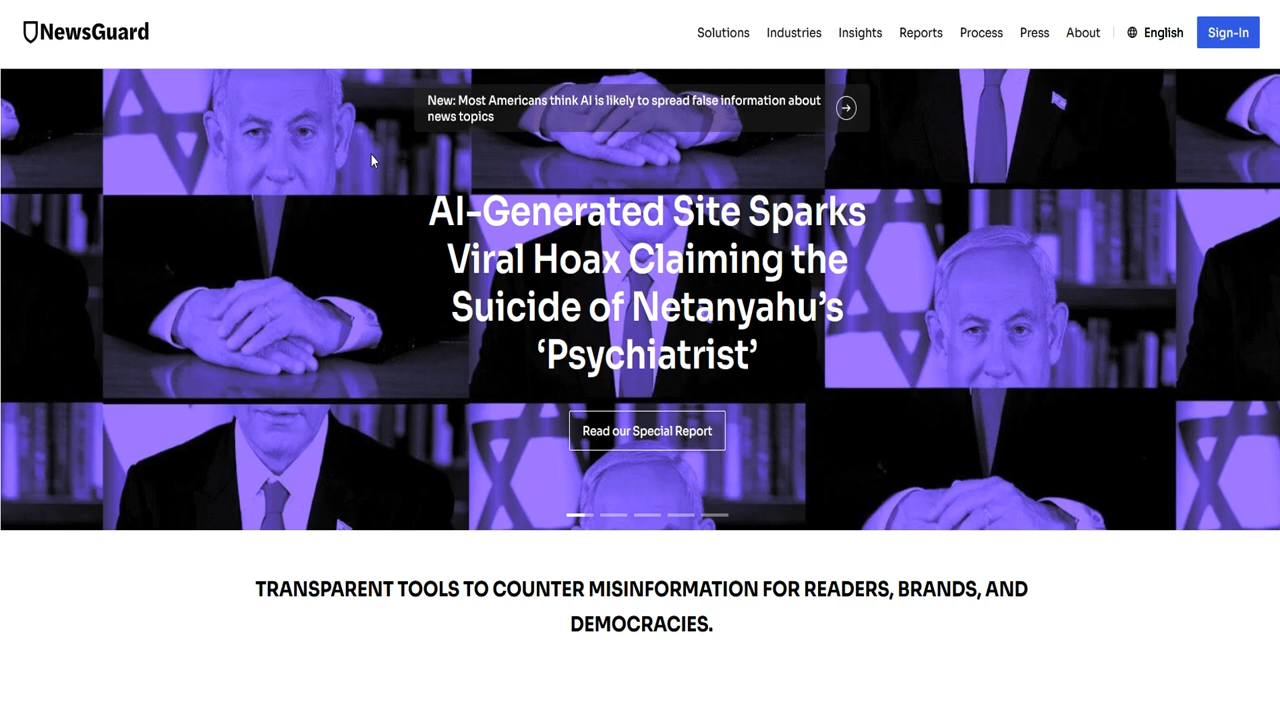 NewsGuard
Solutions Industries Insights Reports Process Press About English Sign-In
New: Most Americans think AI is likely to spread false information about
news topics
AI-Generated Site Sparks
Viral Hoax Claiming the
Suicide of Netanyahu’s
‘Psychiatrist’
Read our Special Report
TRANSPARENT TOOLS TO COUNTER MISINFORMATION FOR READERS, BRANDS, AND
DEMOCRACIES.